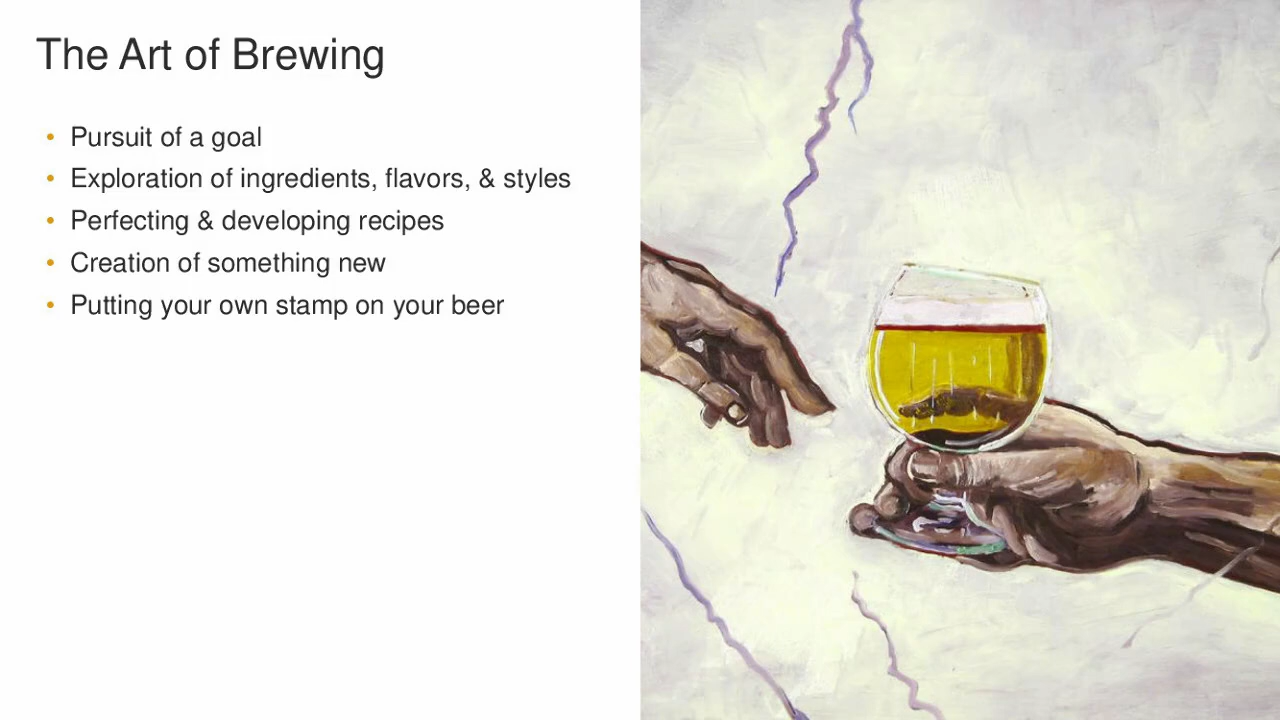 The Art of Brewing
• Pursuit of a goal
• Exploration of ingredients, flavors, & styles
• Perfecting & developing recipes
• Creation of something new
• Putting your own stamp on your beer